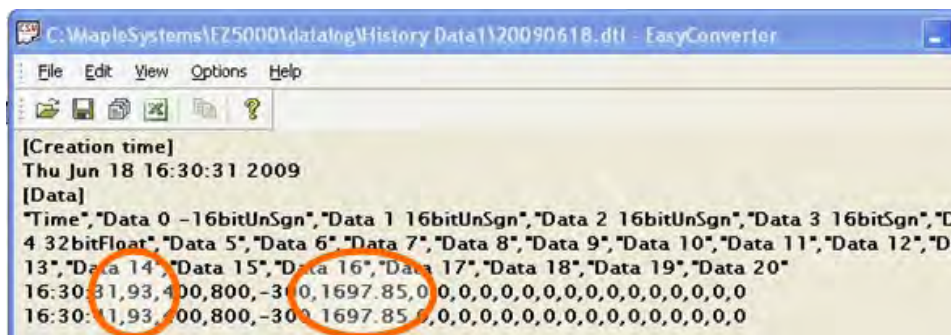 C:\MapleSystems\EZ5000\datalog\History Data1\20090618.dtl - EasyConverter
File Edit View Options Help
[Creation time]
Thu Jun 18 16:30:31 2009
[Data]
"Time","Data 0 -16bitUnSgn","Data 1 16bitUnSgn","Data 2 16bitUnSgn","Data 3 16bitSgn","D
4 32bitFloat","Data 5","Data 6","Data 7","Data 8","Data 9","Data 10","Data 11","Data 12","D
13","Data 14","Data 15","Data 16","Data 17","Data 18","Data 19","Data 20"
16:30:31,93,400,800,-300,1697.85,0,0,0,0,0,0,0,0,0,0,0,0,0,0,0,0
16:30:41,93,400,800,-300,1697.85,0,0,0,0,0,0,0,0,0,0,0,0,0,0,0,0